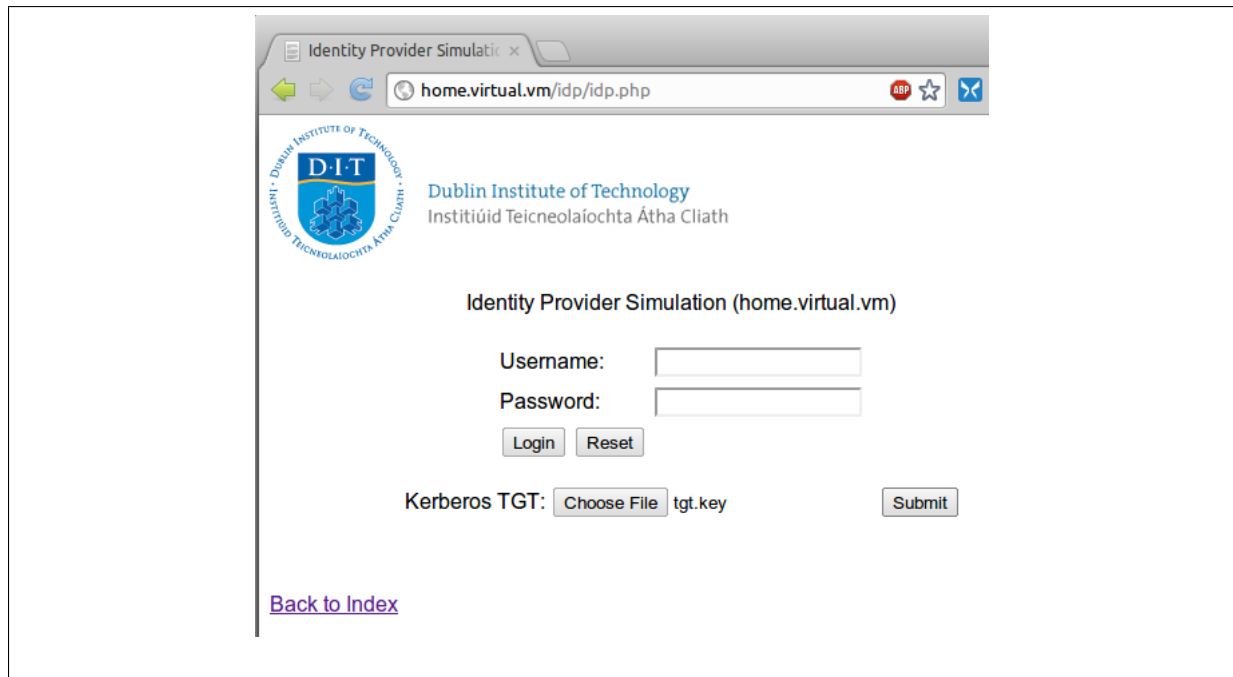 Identity Provider Simulatic
home.virtual.vm/idp/idp.php
ABP
DUBLIN INSTITUTE OF TECHNOLOGY · INSTITIÚID TEICNEOLAÍOCHTA ÁTHA CLIATH ·
D·I·T
Dublin Institute of Technology
Institiúid Teicneolaíochta Átha Cliath
Identity Provider Simulation (home.virtual.vm)
Username:
Password:
Login Reset
Kerberos TGT: Choose File tgt.key Submit
Back to Index